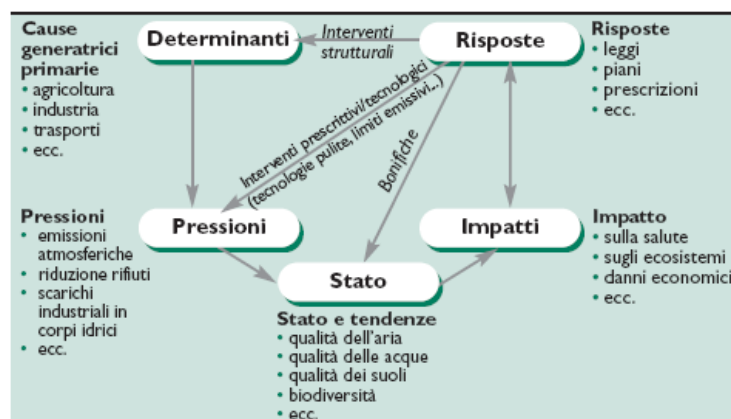 Cause
generatrici
primarie
• agricoltura
• industria
• trasporti
• ecc.
Determinanti
Interventi
strutturali
Risposte
Risposte
• leggi
• piani
• prescrizioni
• ecc.
Interventi prescrittivi/tecnologici
(tecnologie pulite, limiti emissivi...)
Bonifiche
Pressioni
• emissioni
atmosferiche
• riduzione rifiuti
• scarichi
industriali in
corpi idrici
• ecc.
Pressioni
Stato
Impatti
Impatto
• sulla salute
• sugli ecosistemi
• danni economici
• ecc.
Stato e tendenze
• qualità dell'aria
• qualità delle acque
• qualità dei suoli
• biodiversità
• ecc.